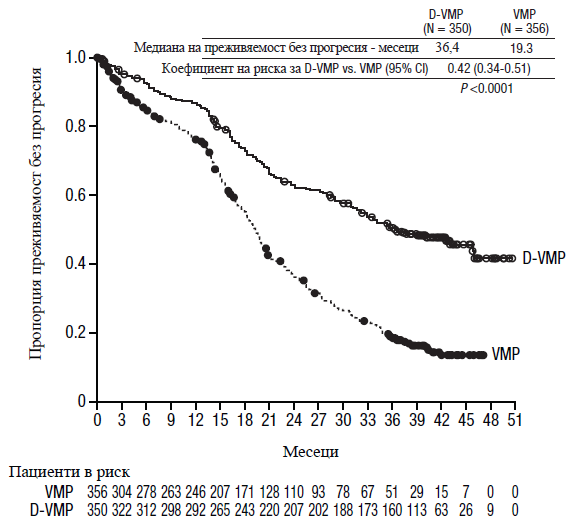 D-VMP VMP
(N = 350) (N = 356)
Медиана на преживяемост без прогресия - месеци 36,4 19.3
Коефициент на риска за D-VMP vs. VMP (95% CI) 0.42 (0.34-0.51)
P <0.0001
Пропорция преживяемост без прогресия
1.0
0.8
0.6
0.4
0.2
0
D-VMP
VMP
0 3 6 9 12 15 18 21 24 27 30 33 36 39 42 45 48 51
Месеци
Пациенти в риск
VMP 356 304 278 263 246 207 171 128 110 93 78 67 51 29 15 7 0 0
D-VMP 350 322 312 298 292 265 243 220 207 202 188 173 160 113 63 26 9 0